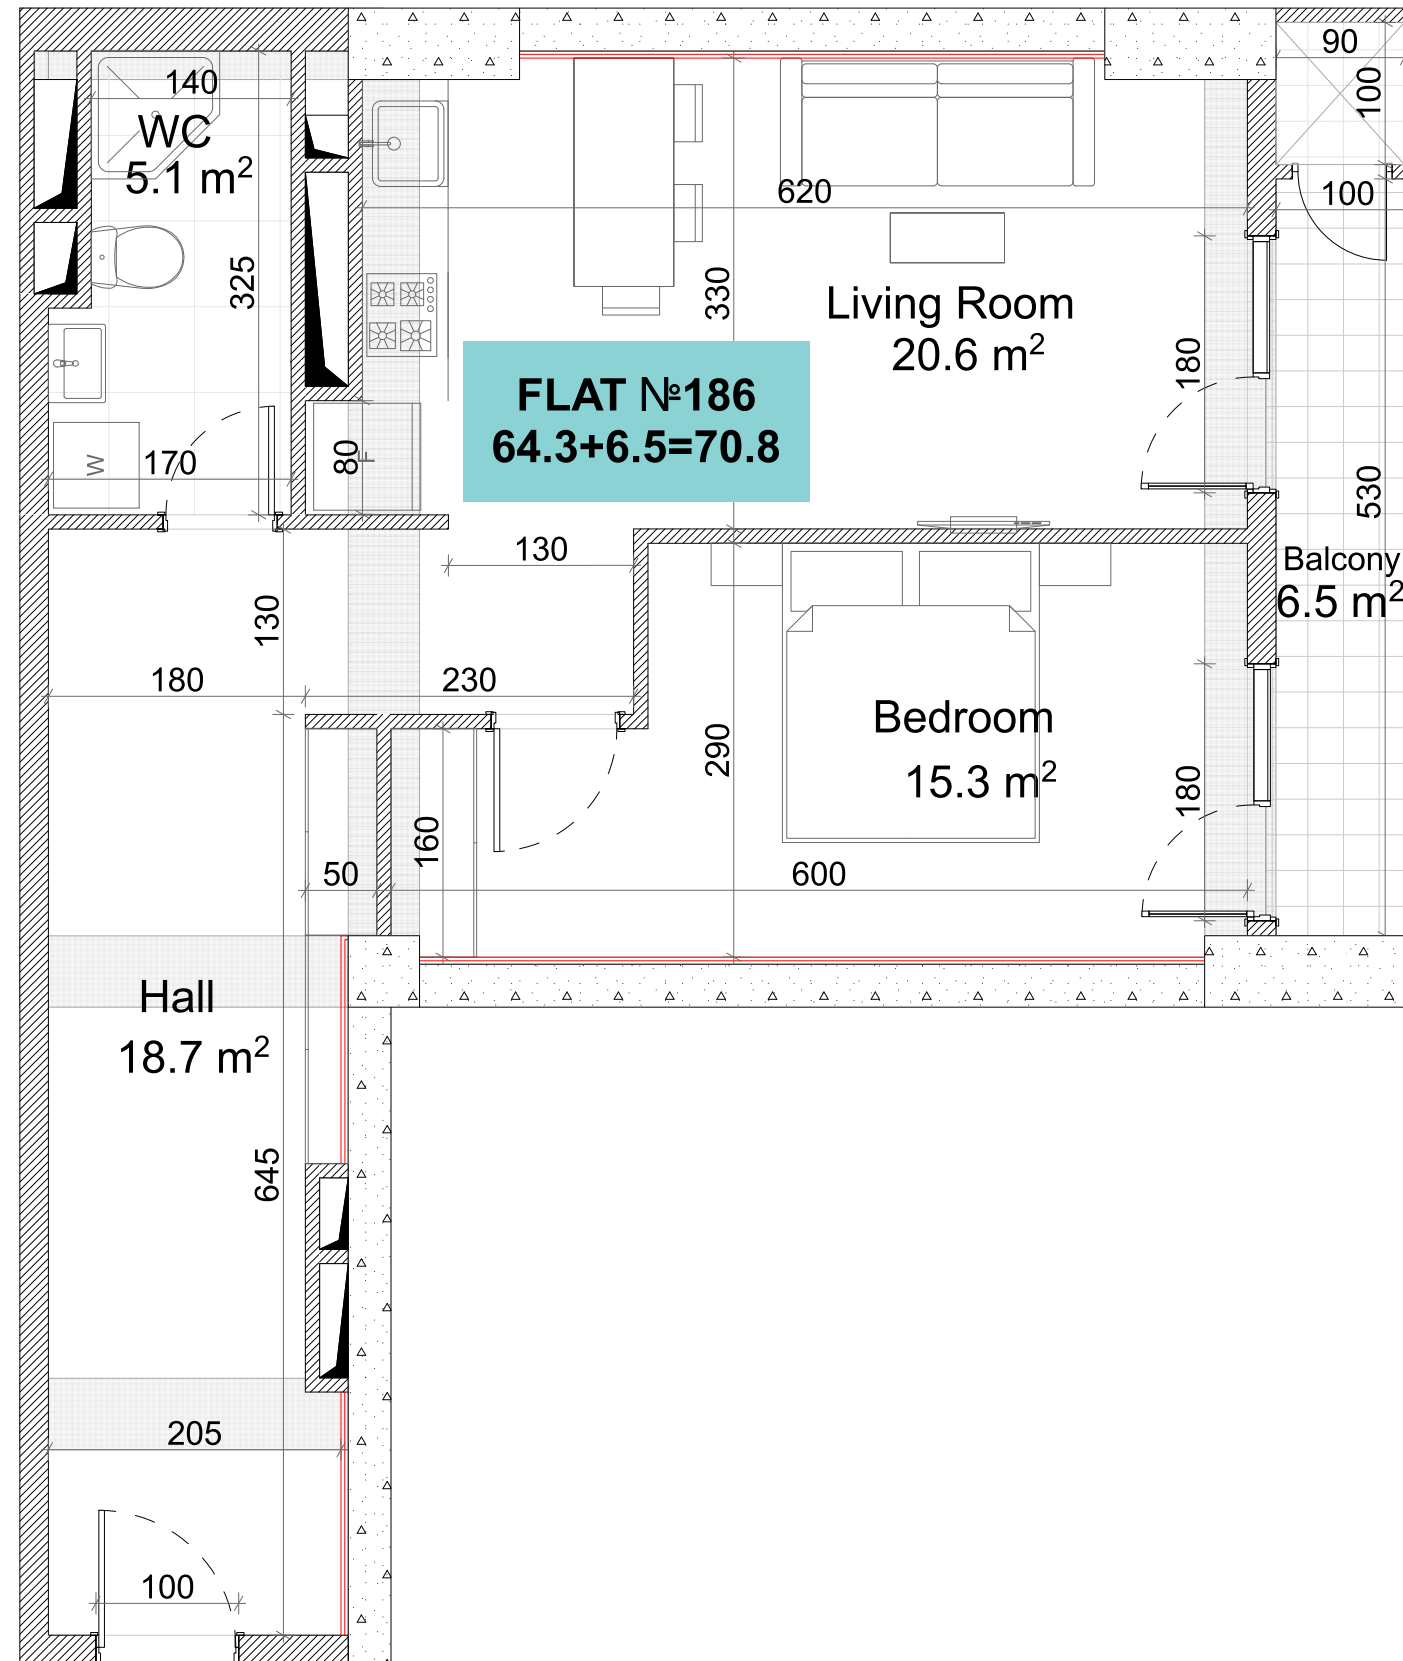 90
140
100
WC
5.1 m²
620
100
325
330
Living Room
20.6 m²
180
FLAT №186
64.3+6.5=70.8
80
F
W
170
530
130
Balcony
6.5 m²
130
180
230
Bedroom
15.3 m²
290
180
160
50
600
Hall
18.7 m²
645
205
100